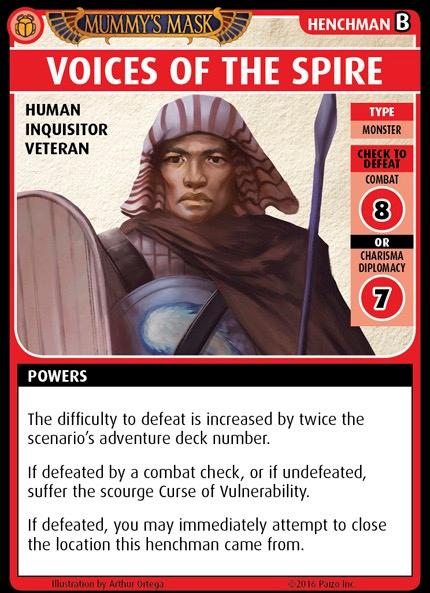 MUMMY'S MASK
HENCHMAN B
VOICES OF THE SPIRE
HUMAN
INQUISITOR
VETERAN
TYPE
MONSTER
CHECK TO
DEFEAT
COMBAT
8
OR
CHARISMA
DIPLOMACY
7
POWERS
The difficulty to defeat is increased by twice the
scenario's adventure deck number.
If defeated by a combat check, or if undefeated,
suffer the scourge Curse of Vulnerability.
If defeated, you may immediately attempt to close
the location this henchman came from.
Illustration by Arthur Ortega
©2016 Paizo Inc.